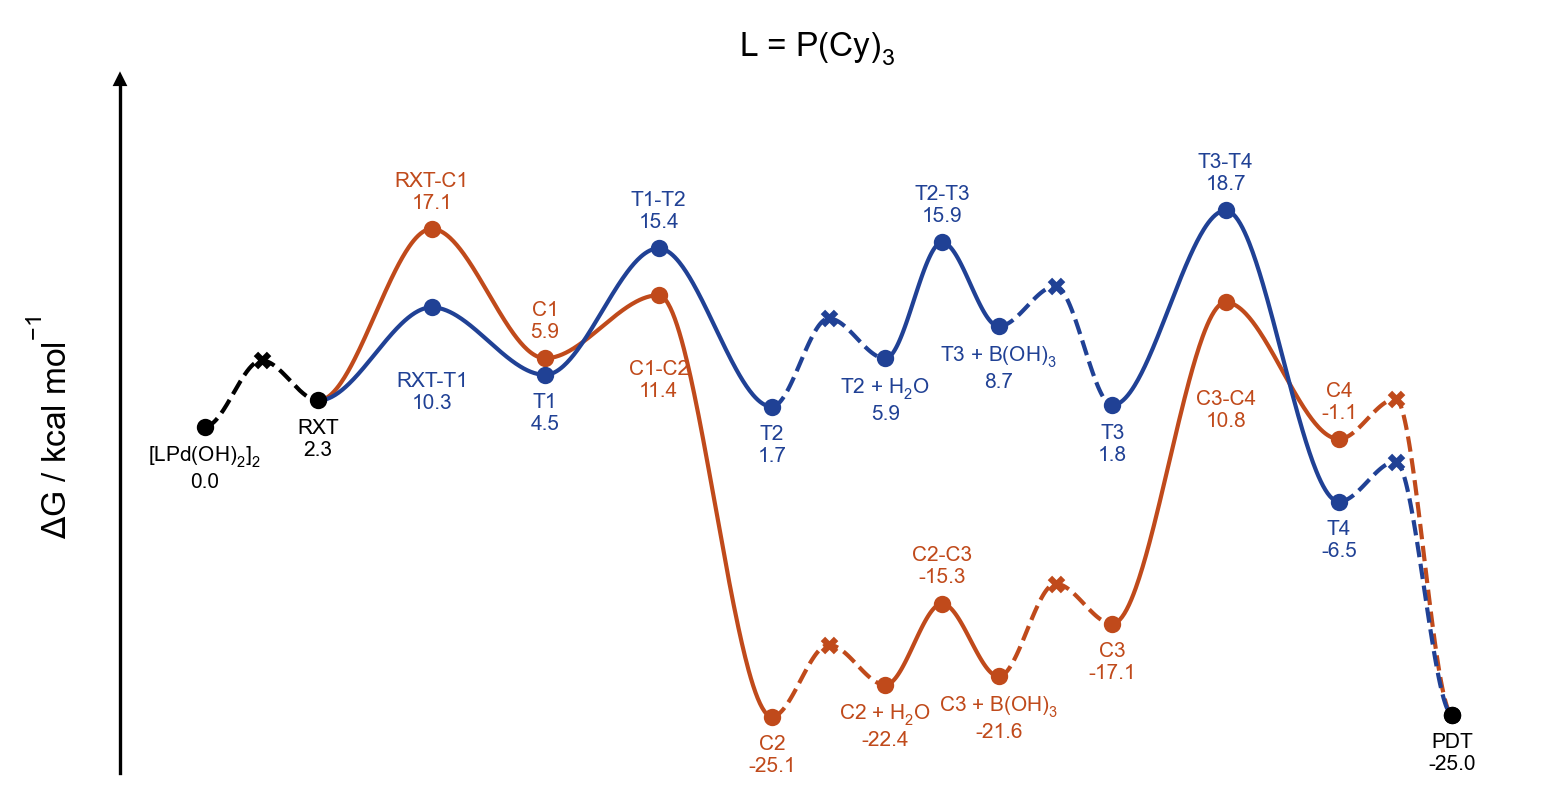 L = P(Cy)₃
ΔG / kcal mol⁻¹
[LPd(OH)₂]₂
0.0
RXT
2.3
RXT-C1
17.1
RXT-T1
10.3
C1
5.9
T1
4.5
T1-T2
15.4
C1-C2
11.4
T2
1.7
C2
-25.1
T2 + H₂O
5.9
C2 + H₂O
-22.4
T2-T3
15.9
C2-C3
-15.3
T3 + B(OH)₃
8.7
C3 + B(OH)₃
-21.6
T3
1.8
C3
-17.1
T3-T4
18.7
C3-C4
10.8
C4
-1.1
T4
-6.5
PDT
-25.0